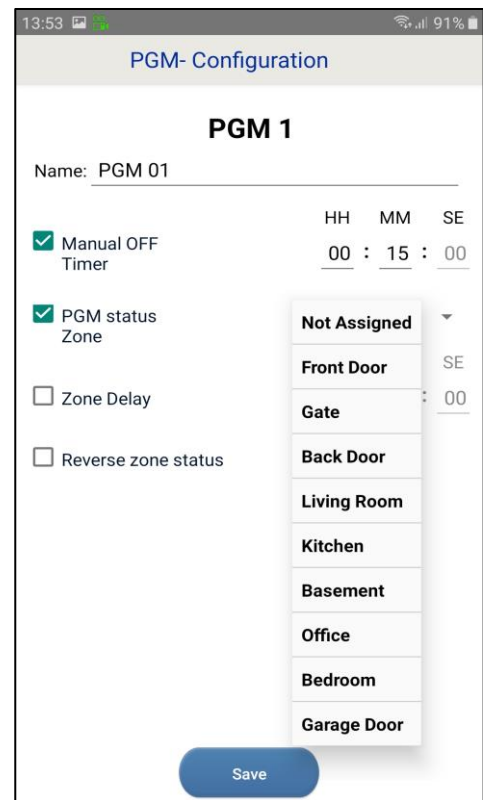 13:53 91%
PGM- Configuration
PGM 1
Name: PGM 01
HH MM SE
Manual OFF
Timer
00 : 15 : 00
PGM status
Zone
Not Assigned
Front Door
SE
Zone Delay
: 00
Gate
Reverse zone status
Back Door
Living Room
Kitchen
Basement
Office
Bedroom
Garage Door
Save